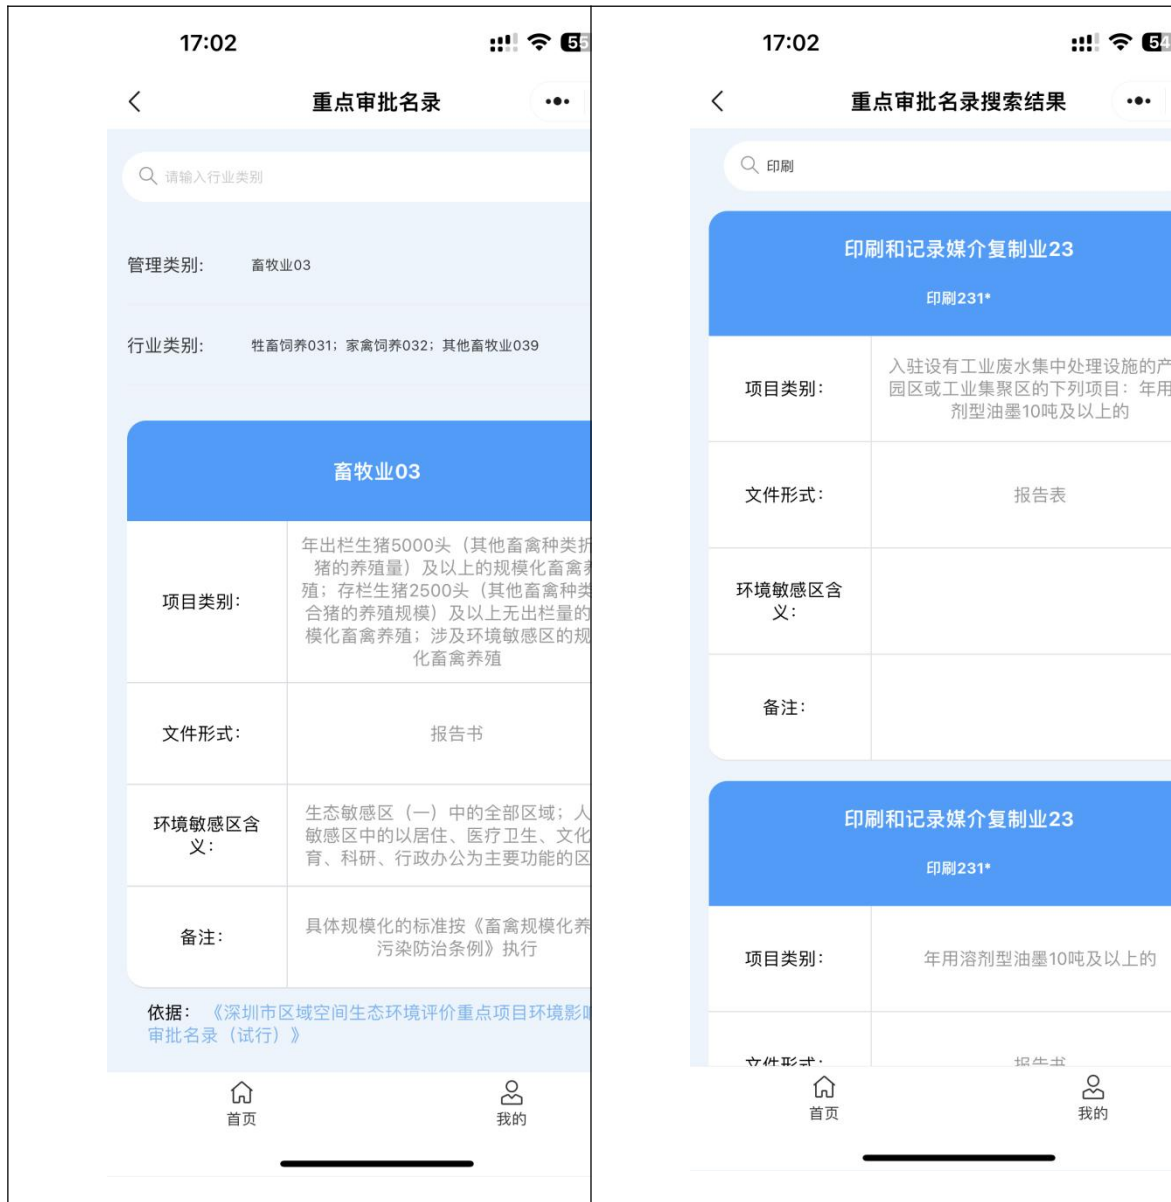 17:02
55
重点审批名录
请输入行业类别
管理类别:
畜牧业03
行业类别:
牲畜饲养031；家禽饲养032；其他畜牧业039
畜牧业03
项目类别：
年出栏生猪5000头（其他畜禽种类折
猪的养殖量）及以上的规模化畜禽
殖；存栏生猪2500头（其他畜禽种类
合猪的养殖规模）及以上无出栏量的
模化畜禽养殖；涉及环境敏感区的规
化畜禽养殖
文件形式：
报告书
环境敏感区含
义：
生态敏感区（一）中的全部区域；人
敏感区中的以居住、医疗卫生、文化
育、科研、行政办公为主要功能的区
备注：
具体规模化的标准按《畜禽规模化养
污染防治条例》执行
依据： 《深圳市区域空间生态环境评价重点项目环境影响
审批名录（试行）》
首页
我的
17:02
54
重点审批名录搜索结果
印刷
印刷和记录媒介复制业23
印刷231*
项目类别：
入驻设有工业废水集中处理设施的产
园区或工业集聚区的下列项目：年用
剂型油墨10吨及以上的
文件形式：
报告表
环境敏感区含
义：
备注：
印刷和记录媒介复制业23
印刷231*
项目类别：
年用溶剂型油墨10吨及以上的
文件形式：
报告书
首页
我的